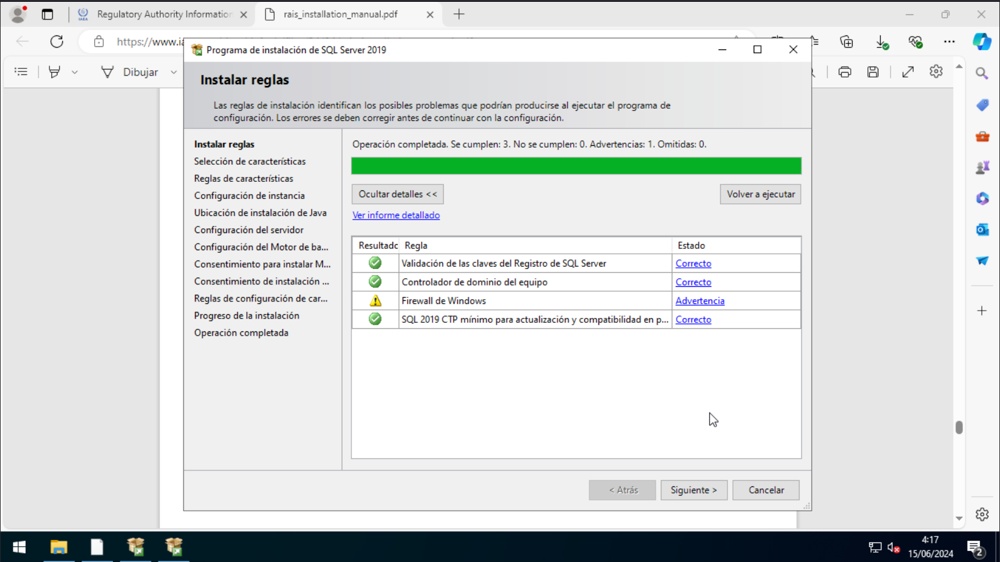 Regulatory Authority Information
rais_installation_manual.pdf
https://www.ia
Dibujar
Programa de instalación de SQL Server 2019
Instalar reglas
Las reglas de instalación identifican los posibles problemas que podrían producirse al ejecutar el programa de
configuración. Los errores se deben corregir antes de continuar con la configuración.
Instalar reglas
Selección de características
Reglas de características
Configuración de instancia
Ubicación de instalación de Java
Configuración del servidor
Configuración del Motor de ba...
Consentimiento para instalar M...
Consentimiento de instalación ...
Reglas de configuración de car...
Progreso de la instalación
Operación completada
Operación completada. Se cumplen: 3. No se cumplen: 0. Advertencias: 1. Omitidas: 0.
Ocultar detalles <<
Volver a ejecutar
Ver informe detallado
Resultado Regla Estado
Validación de las claves del Registro de SQL Server Correcto
Controlador de dominio del equipo Correcto
Firewall de Windows Advertencia
SQL 2019 CTP mínimo para actualización y compatibilidad en p... Correcto
< Atrás
Siguiente >
Cancelar
4:17
15/06/2024
2